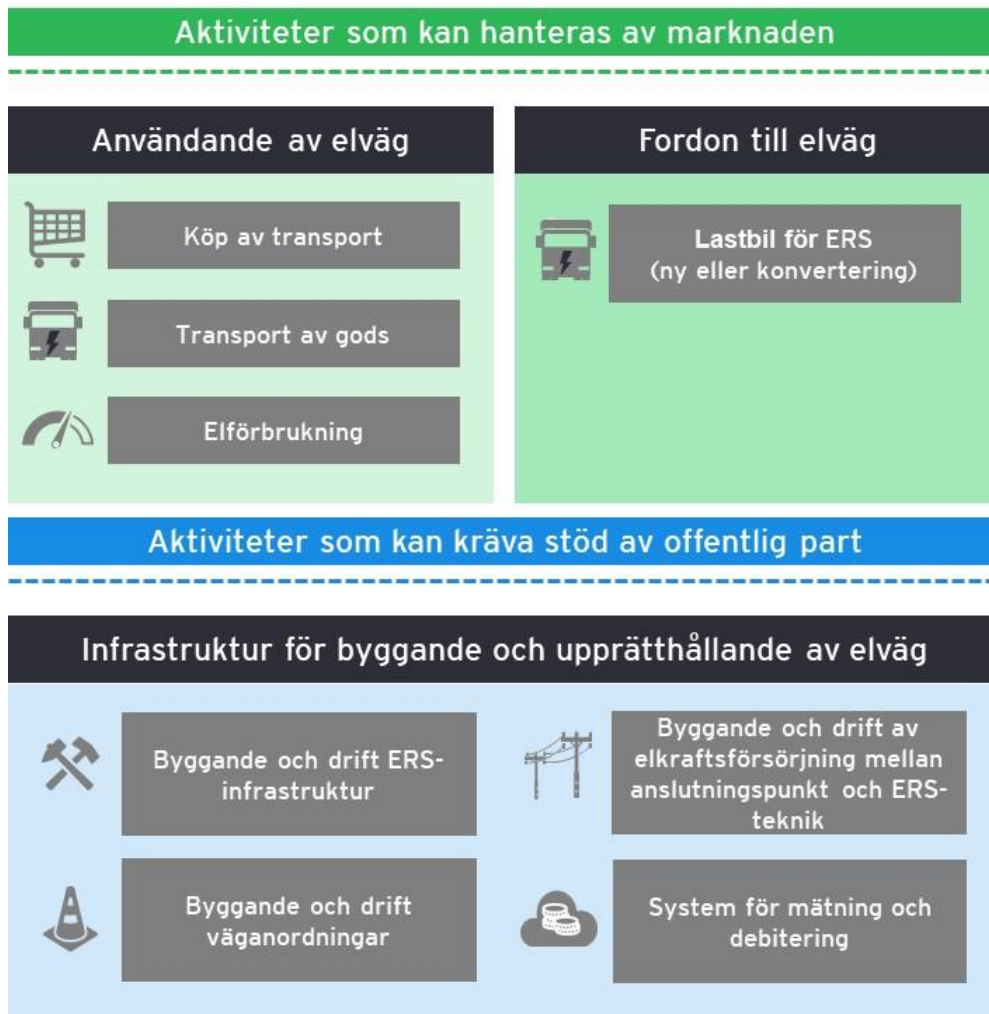 Aktiviteter som kan hanteras av marknaden
Användande av elväg
Köp av transport
Transport av gods
Elförbrukning
Fordon till elväg
Lastbil för ERS
(ny eller konvertering)
Aktiviteter som kan kräva stöd av offentlig part
Infrastruktur för byggande och upprätthållande av elväg
Byggande och drift ERS-
infrastruktur
Byggande och drift av
elkraftsförsörjning mellan
anslutningspunkt och ERS-
teknik
Byggande och drift
väganordningar
System för mätning och
debitering